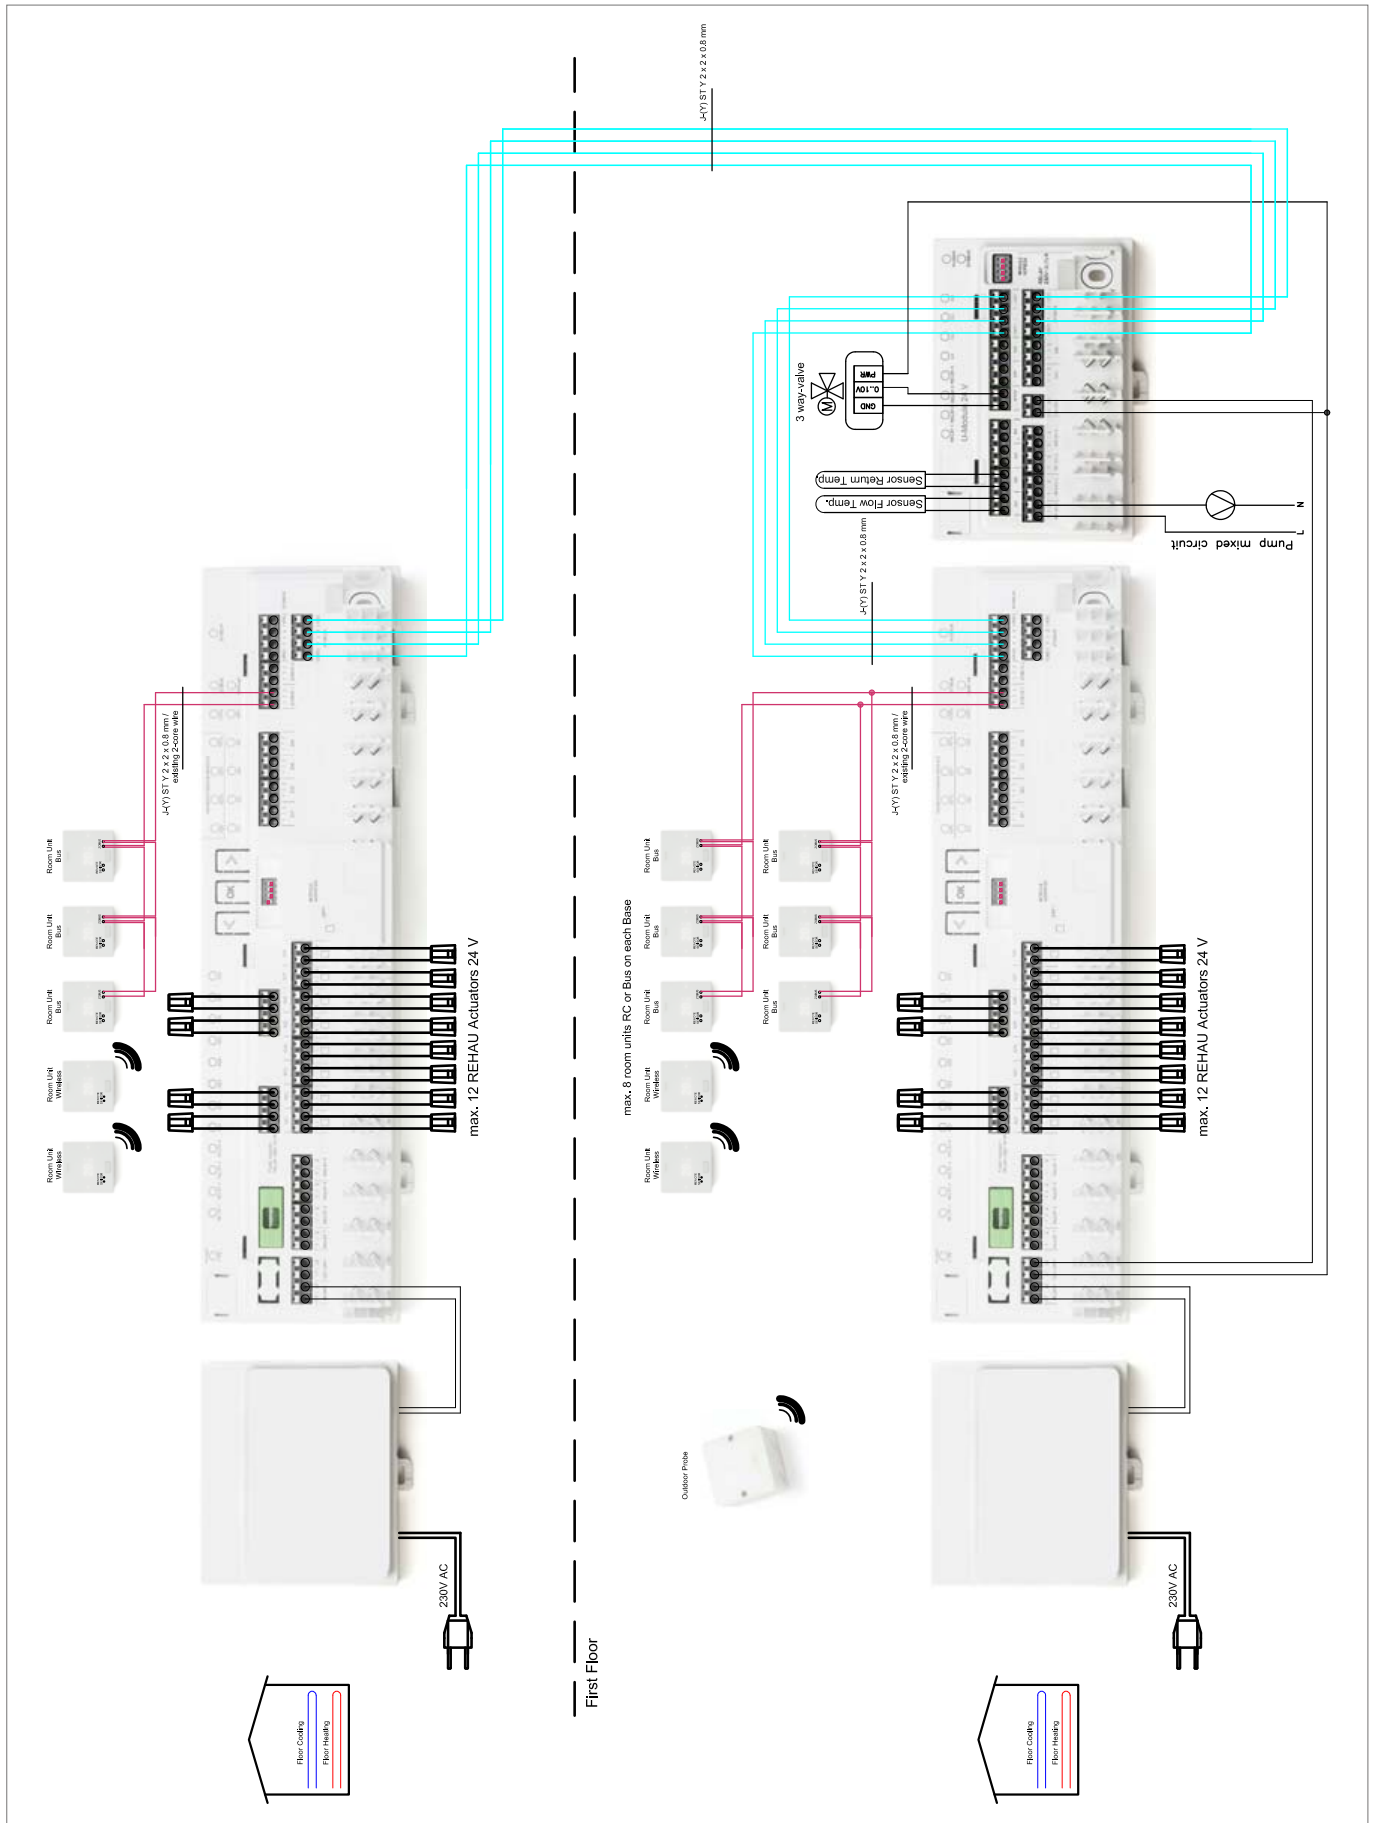 J-(Y) ST Y 2 x 2 x 0.8 mm
J-(Y) ST Y 2 x 2 x 0.8 mm /
existing 2-core wire
Room Unit
Bus
Room Unit
Bus
Room Unit
Bus
Room Unit
Wireless
Room Unit
Wireless
OK
max. 12 REHAU Actuators 24 V
230V AC
Floor Cooling
Floor Heating
First Floor
max. 8 room units RC or Bus on each Base
Room Unit
Bus
Room Unit
Bus
Room Unit
Bus
Room Unit
Bus
Room Unit
Bus
Room Unit
Bus
Room Unit
Wireless
Room Unit
Wireless
Outdoor Probe
3 way-valve
M
PWR
0...10V
GND
Sensor Return Temp.
Sensor Flow Temp.
U-Module 24 V
J-(Y) ST Y 2 x 2 x 0.8 mm
J-(Y) ST Y 2 x 2 x 0.8 mm /
existing 2-core wire
N
L
Pump mixed circuit
OK
max. 12 REHAU Actuators 24 V
230V AC
Floor Cooling
Floor Heating